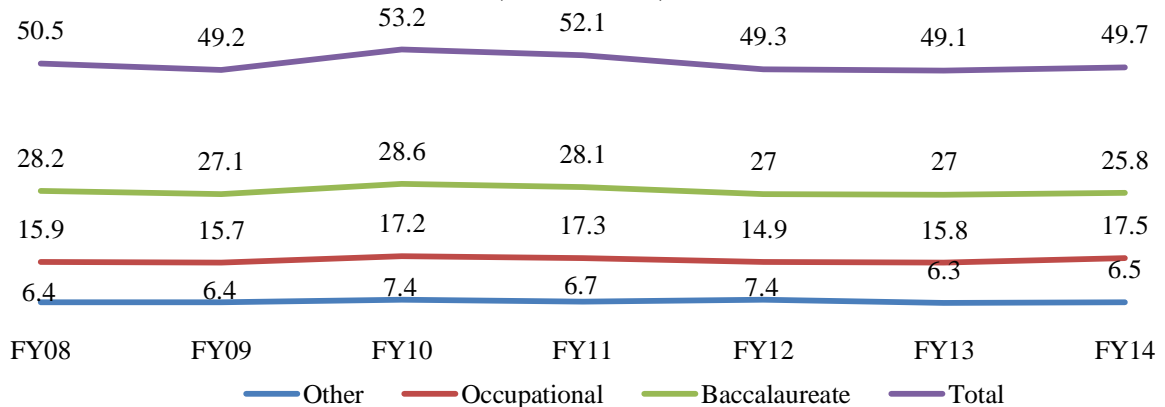 50.5 49.2 53.2 52.1 49.3 49.1 49.7
28.2 27.1 28.6 28.1 27 27 25.8
15.9 15.7 17.2 17.3 14.9 15.8 17.5
6.4 6.4 7.4 6.7 7.4 6.3 6.5
FY08 FY09 FY10 FY11 FY12 FY13 FY14
Other Occupational Baccalaureate Total